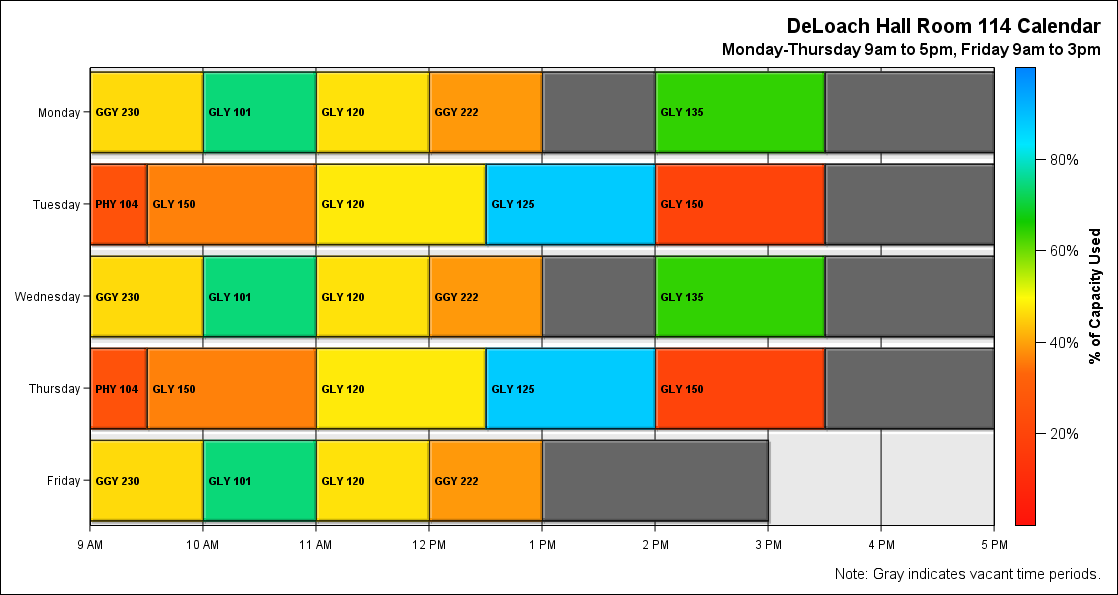 DeLoach Hall Room 114 Calendar
Monday-Thursday 9am to 5pm, Friday 9am to 3pm
Monday GGY 230 GLY 101 GLY 120 GGY 222 GLY 135
Tuesday PHY 104 GLY 150 GLY 120 GLY 125 GLY 150
Wednesday GGY 230 GLY 101 GLY 120 GGY 222 GLY 135
Thursday PHY 104 GLY 150 GLY 120 GLY 125 GLY 150
Friday GGY 230 GLY 101 GLY 120 GGY 222
9 AM 10 AM 11 AM 12 PM 1 PM 2 PM 3 PM 4 PM 5 PM
80%
60%
40%
20%
% of Capacity Used
Note: Gray indicates vacant time periods.